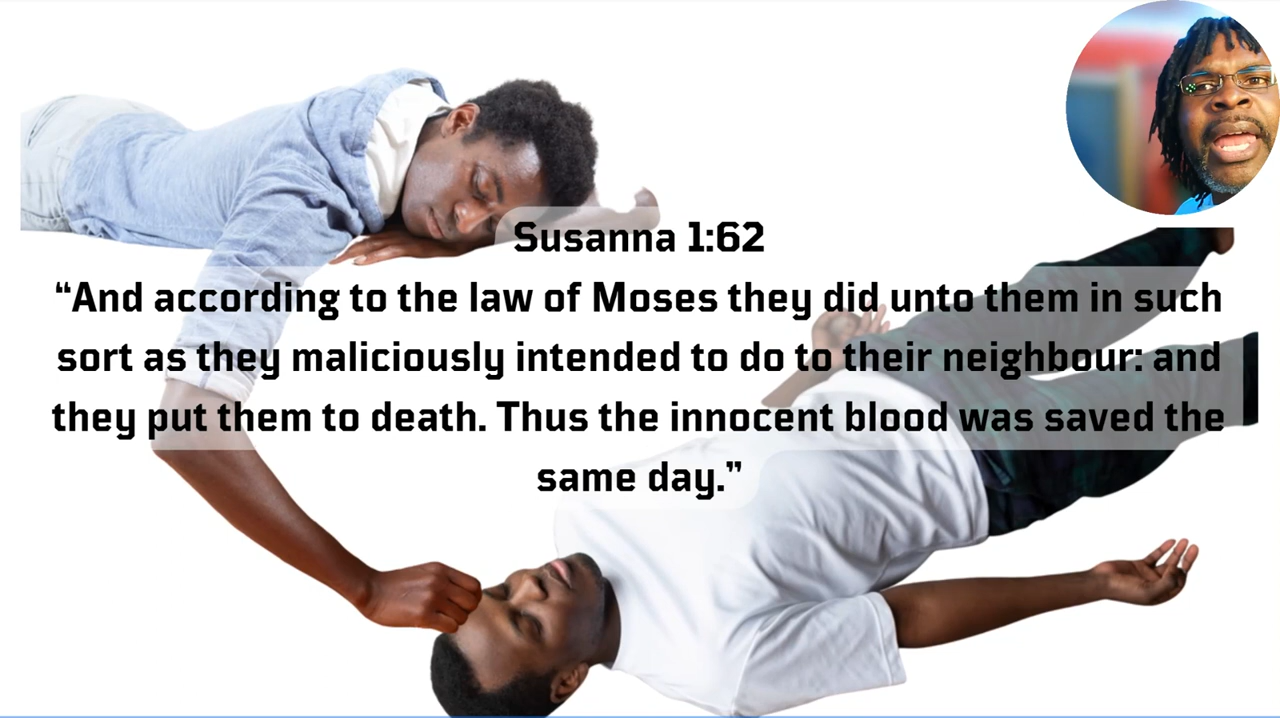 Susanna 1:62
“And according to the law of Moses they did unto them in such
sort as they maliciously intended to do to their neighbour: and
they put them to death. Thus the innocent blood was saved the
same day.”